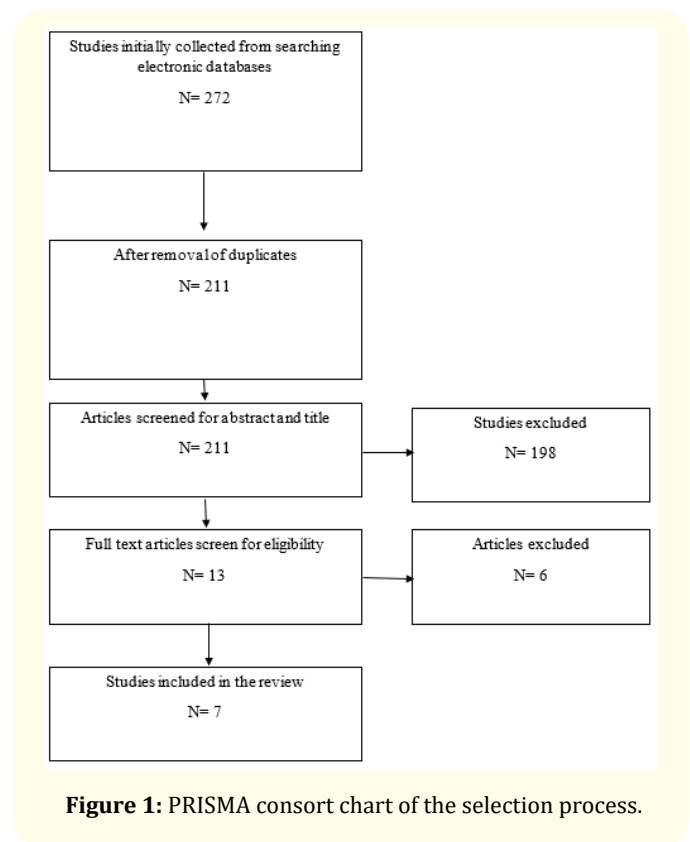 Studies initially collected from searching
electronic databases
N= 272
After removal of duplicates
N= 211
Articles screened for abstract and title
N= 211
Studies excluded
N= 198
Full text articles screen for eligibility
N= 13
Articles excluded
N= 6
Studies included in the review
N= 7
Figure 1: PRISMA consort chart of the selection process.